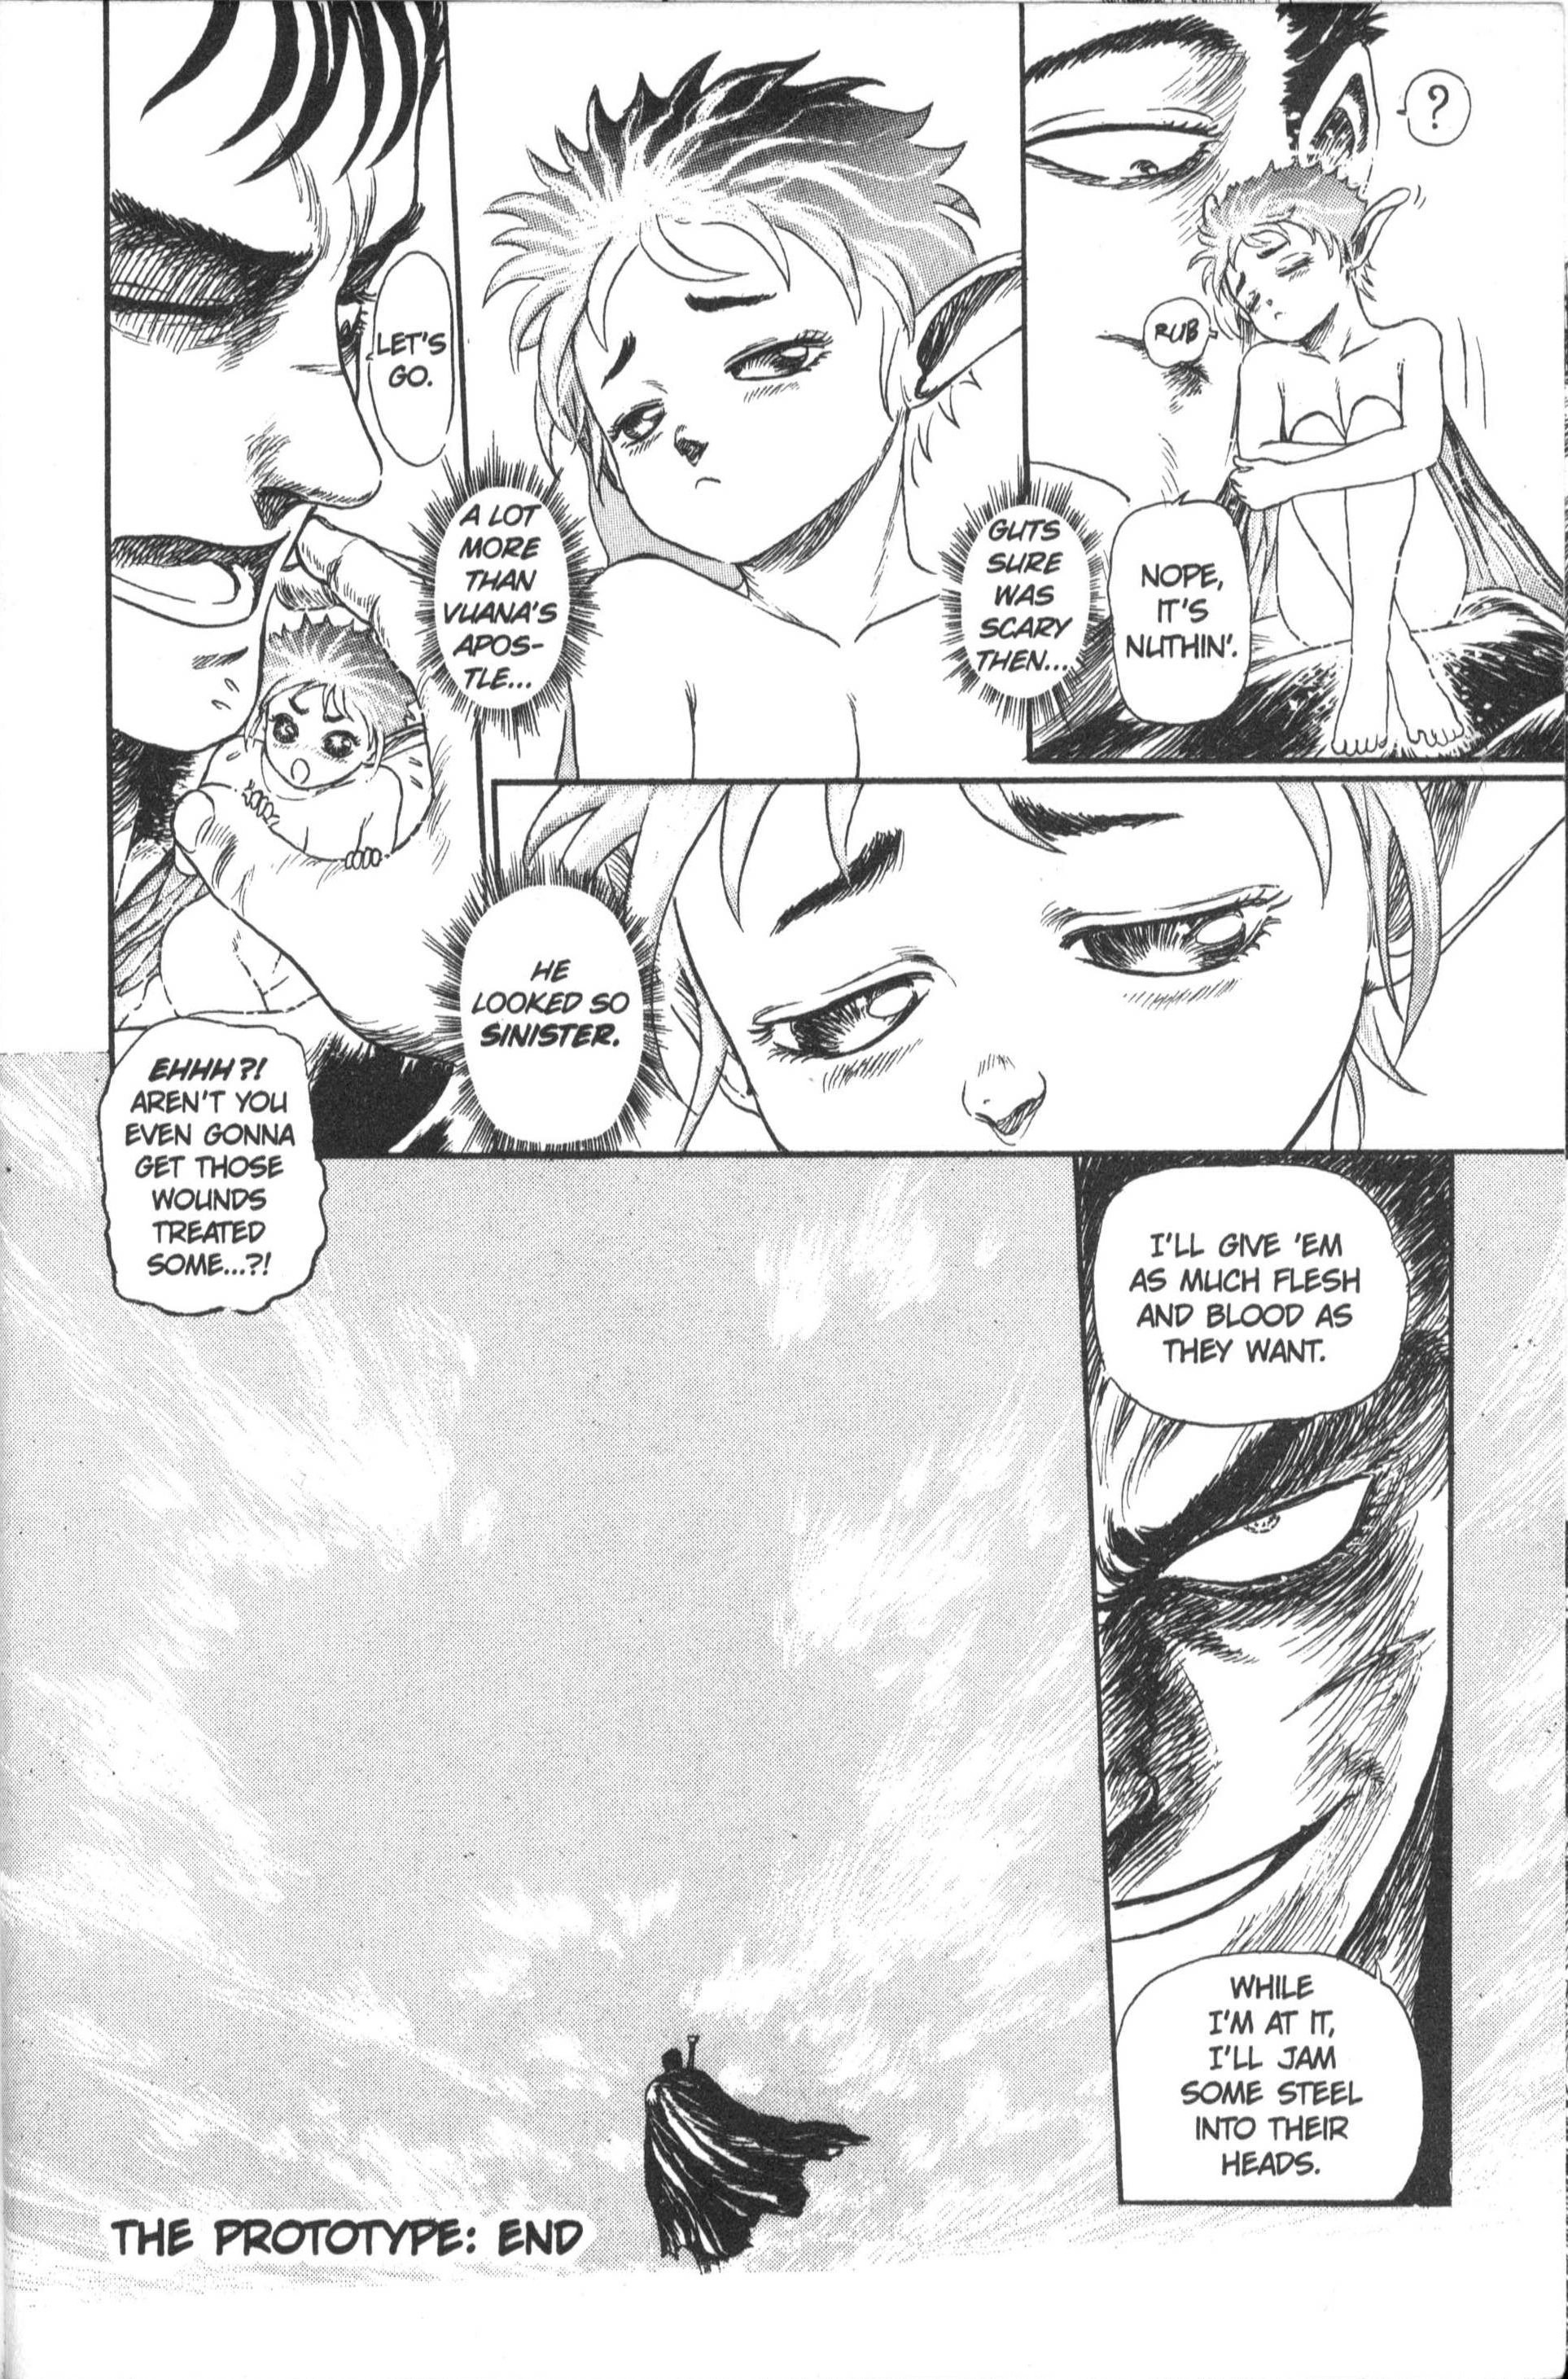 ?
RUB
NOPE,
IT'S
NUTHIN'.
GUTS
SURE
WAS
SCARY
THEN...
A LOT
MORE
THAN
VUANA'S
APOS-
TLE...
HE
LOOKED SO
SINISTER.
LET'S
GO.
EHHH?!
AREN'T YOU
EVEN GONNA
GET THOSE
WOUNDS
TREATED
SOME...?!
I'LL GIVE 'EM
AS MUCH FLESH
AND BLOOD AS
THEY WANT.
WHILE
I'M AT IT,
I'LL JAM
SOME STEEL
INTO THEIR
HEADS.
THE PROTOTYPE: END